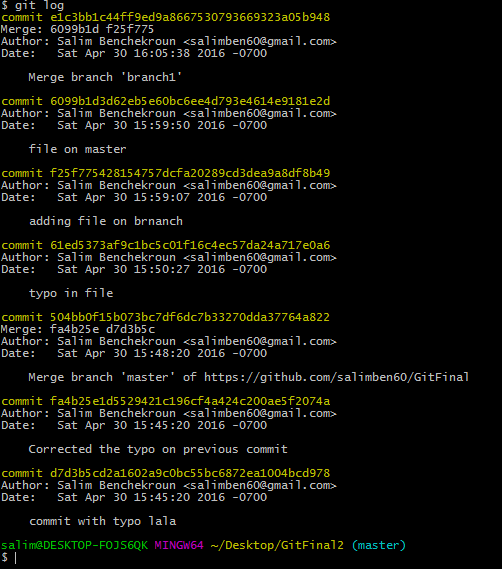 $ git log
commit e1c3bb1c44ff9ed9a8667530793669323a05b948
Merge: 6099b1d f25f775
Author: Salim Benchekroun <salimben60@gmail.com>
Date:   Sat Apr 30 16:05:38 2016 -0700
Merge branch 'branch1'
commit 6099b1d3d62eb5e60bc6ee4d793e4614e9181e2d
Author: Salim Benchekroun <salimben60@gmail.com>
Date:   Sat Apr 30 15:59:50 2016 -0700
file on master
commit f25f775428154757dcfa20289cd3dea9a8df8b49
Author: Salim Benchekroun <salimben60@gmail.com>
Date:   Sat Apr 30 15:59:07 2016 -0700
adding file on brnanch
commit 61ed5373af9c1bc5c01f16c4ec57da24a717e0a6
Author: Salim Benchekroun <salimben60@gmail.com>
Date:   Sat Apr 30 15:50:27 2016 -0700
typo in file
commit 504bb0f15b073bc7df6dc7b33270dda37764a822
Merge: fa4b25e d7d3b5c
Author: Salim Benchekroun <salimben60@gmail.com>
Date:   Sat Apr 30 15:48:20 2016 -0700
Merge branch 'master' of https://github.com/salimben60/GitFinal
commit fa4b25e1d5529421c196cf4a424c200ae5f2074a
Author: Salim Benchekroun <salimben60@gmail.com>
Date:   Sat Apr 30 15:45:20 2016 -0700
Corrected the typo on previous commit
commit d7d3b5cd2a1602a9c0bc55bc6872ea1004bcd978
Author: Salim Benchekroun <salimben60@gmail.com>
Date:   Sat Apr 30 15:45:20 2016 -0700
commit with typo lala
salim@DESKTOP-FOJS6QK MINGW64 ~/Desktop/GitFinal2 (master)
$